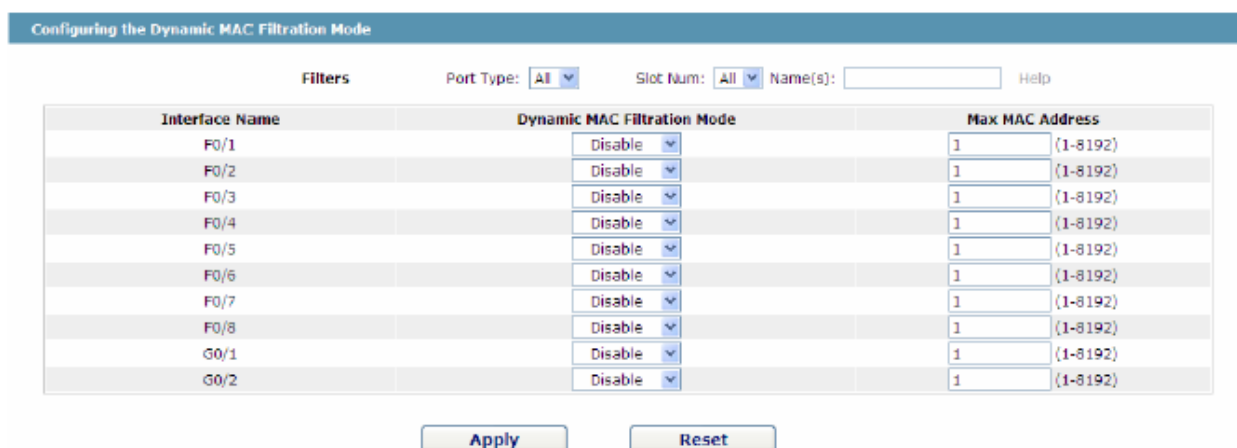 Configuring the Dynamic MAC Filtration Mode
Filters Port Type: All Slot Num: All Name(s): Help
Interface Name Dynamic MAC Filtration Mode Max MAC Address
F0/1 Disable 1 (1-8192)
F0/2 Disable 1 (1-8192)
F0/3 Disable 1 (1-8192)
F0/4 Disable 1 (1-8192)
F0/5 Disable 1 (1-8192)
F0/6 Disable 1 (1-8192)
F0/7 Disable 1 (1-8192)
F0/8 Disable 1 (1-8192)
G0/1 Disable 1 (1-8192)
G0/2 Disable 1 (1-8192)
Apply Reset